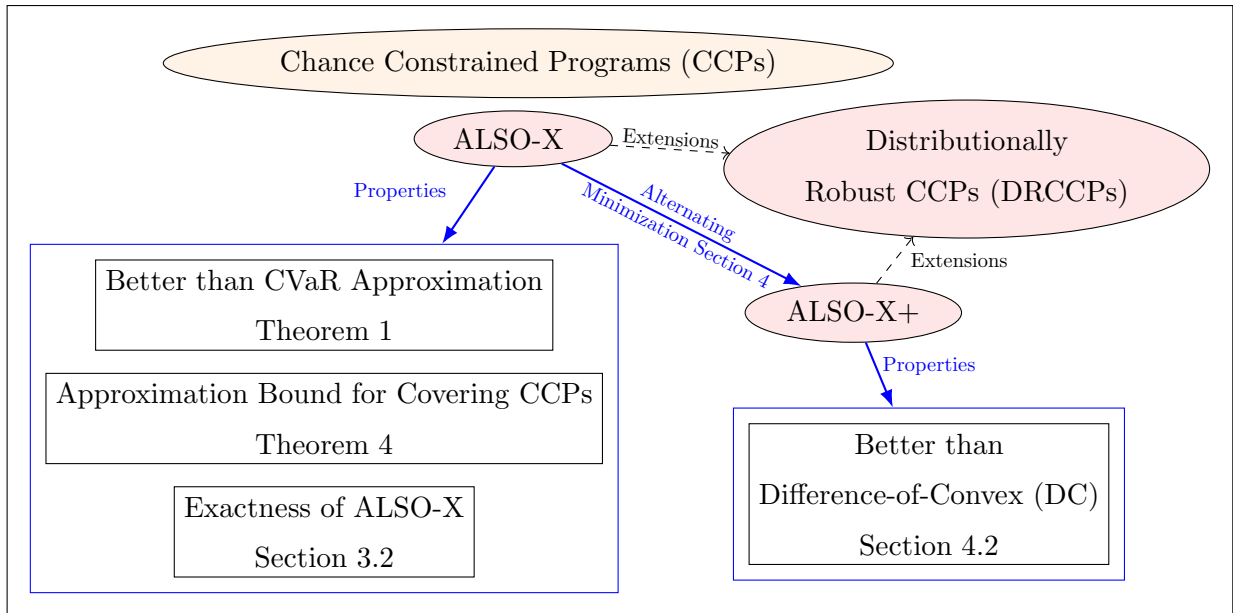 Chance Constrained Programs (CCPs)
ALSO-X
Extensions
Distributionally
Robust CCPs (DRCCPs)
Properties
Alternating
Minimization Section 4
Extensions
Better than CVaR Approximation
Theorem 1
ALSO-X+
Properties
Approximation Bound for Covering CCPs
Theorem 4
Exactness of ALSO-X
Section 3.2
Better than
Difference-of-Convex (DC)
Section 4.2